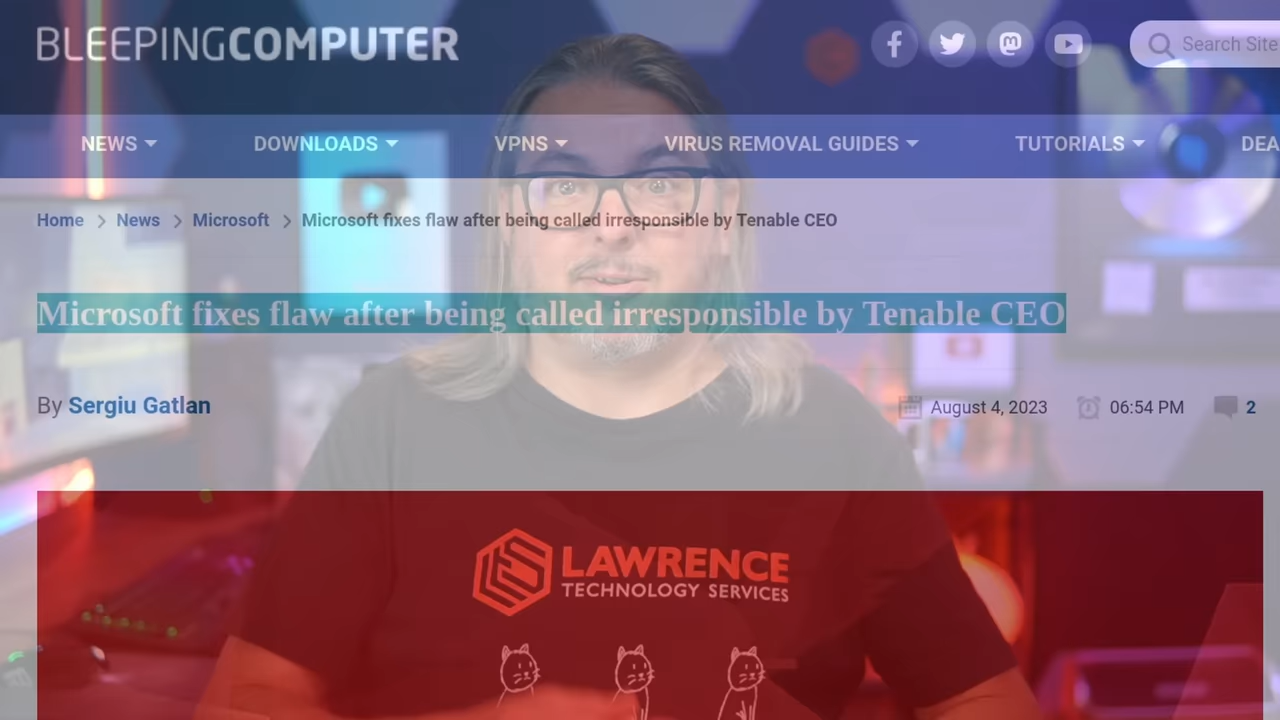 BLEEPINGCOMPUTER
Search Site
NEWS DOWNLOADS VPNS VIRUS REMOVAL GUIDES TUTORIALS DEA
Home News Microsoft Microsoft fixes flaw after being called irresponsible by Tenable CEO
Microsoft fixes flaw after being called irresponsible by Tenable CEO
By Sergiu Gatlan August 4, 2023 06:54 PM 2
LAWRENCE
TECHNOLOGY SERVICES